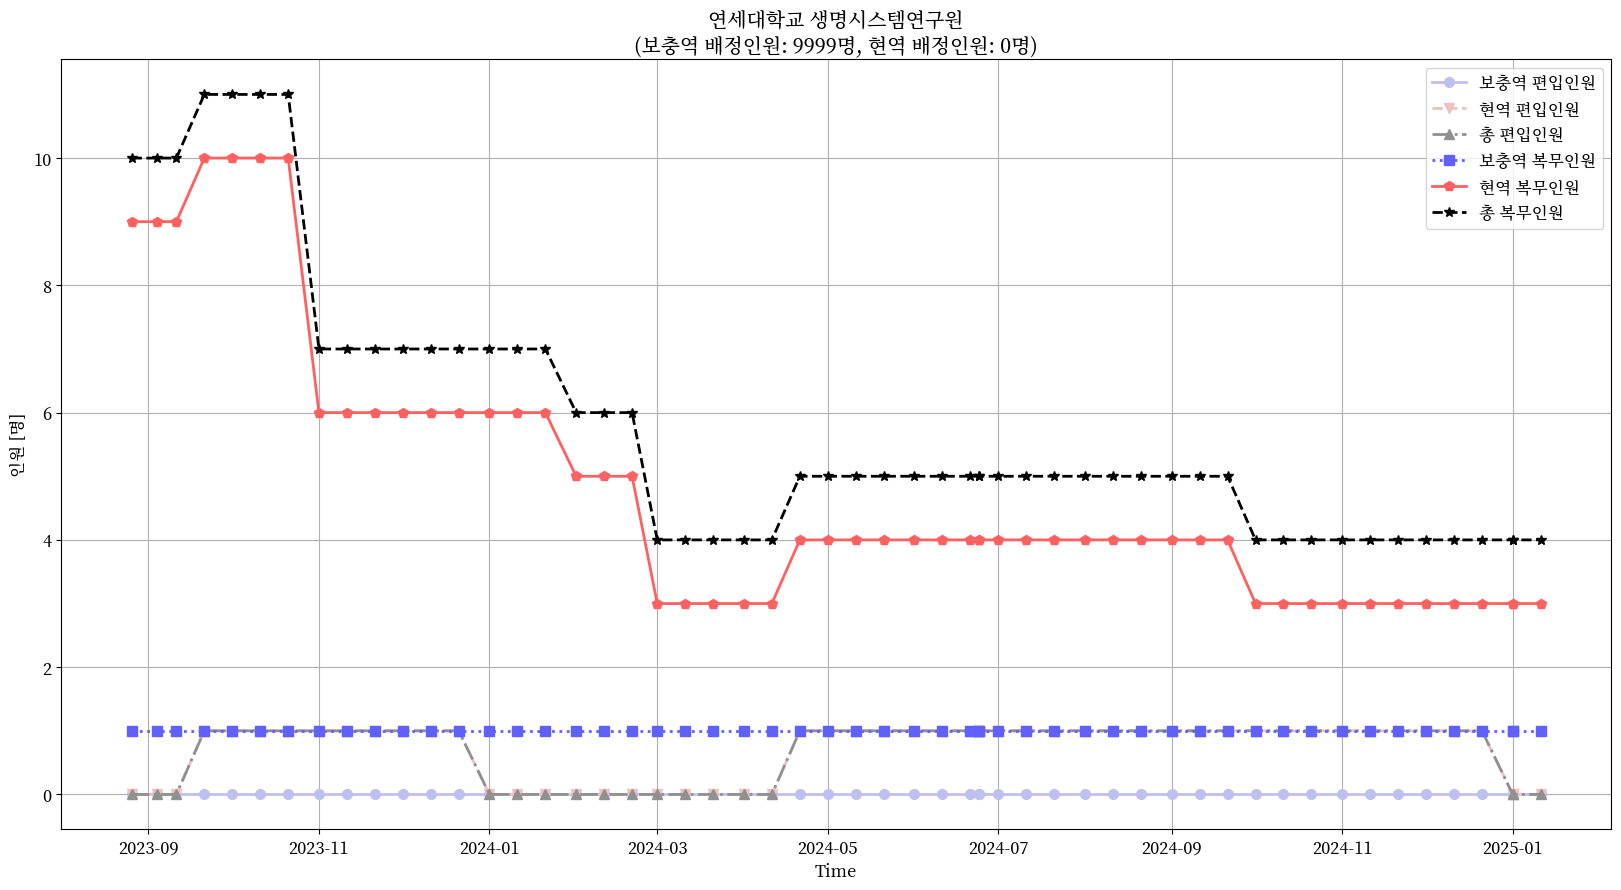 연세대학교 생명시스템연구원
(보충역 배정인원: 9999명, 현역 배정인원: 0명)
보충역 편입인원
현역 편입인원
총 편입인원
보충역 복무인원
현역 복무인원
총 복무인원
인원 [명]
10
8
6
4
2
0
2023-09
2023-11
2024-01
2024-03
2024-05
2024-07
2024-09
2024-11
2025-01
Time